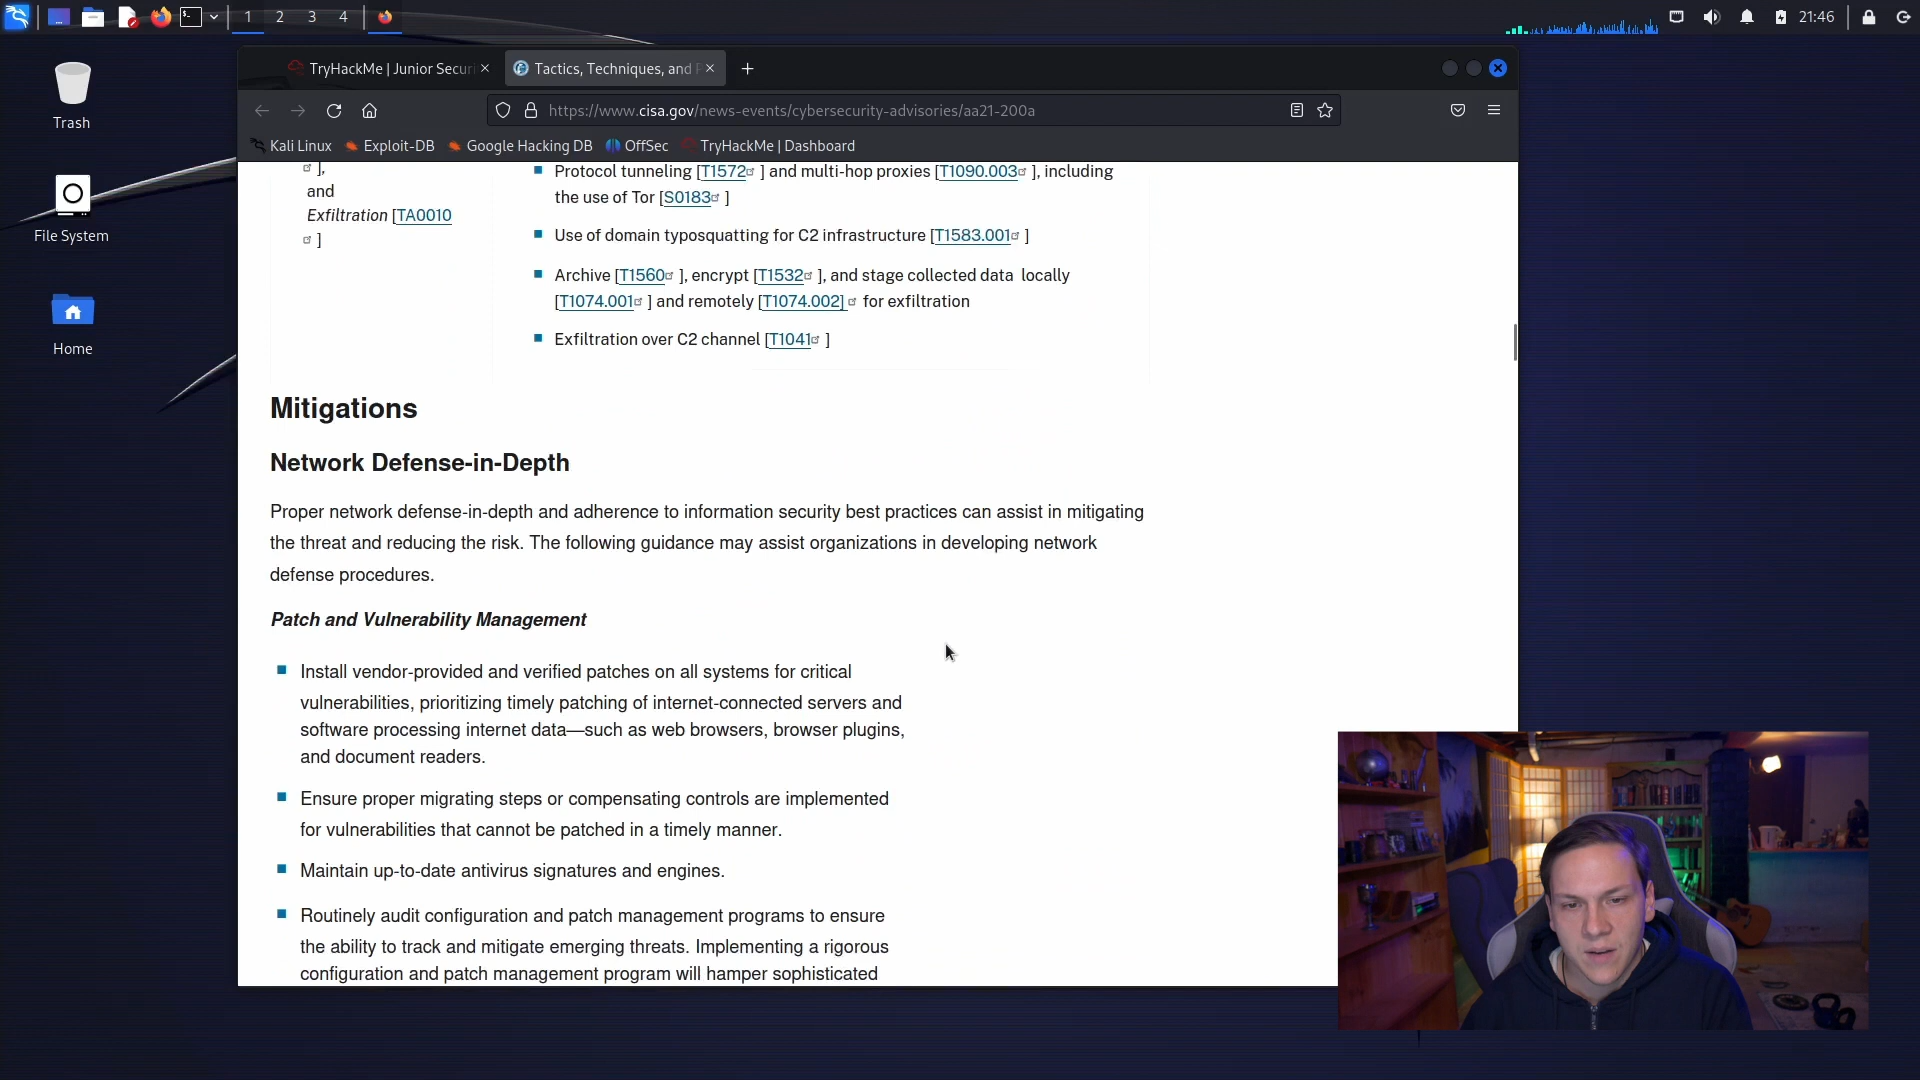 1 2 3 4 21:46
Trash
File System
Home
TryHackMe | Junior Securi
Tactics, Techniques, and
https://www.cisa.gov/news-events/cybersecurity-advisories/aa21-200a
Kali Linux Exploit-DB Google Hacking DB OffSec TryHackMe | Dashboard
],
and
Exfiltration [TA0010
]
Protocol tunneling [T1572 ] and multi-hop proxies [T1090.003 ], including
the use of Tor [S0183 ]
Use of domain typosquatting for C2 infrastructure [T1583.001 ]
Archive [T1560 ], encrypt [T1532 ], and stage collected data locally
[T1074.001 ] and remotely [T1074.002] for exfiltration
Exfiltration over C2 channel [T1041 ]
Mitigations
Network Defense-in-Depth
Proper network defense-in-depth and adherence to information security best practices can assist in mitigating
the threat and reducing the risk. The following guidance may assist organizations in developing network
defense procedures.
Patch and Vulnerability Management
Install vendor-provided and verified patches on all systems for critical
vulnerabilities, prioritizing timely patching of internet-connected servers and
software processing internet data—such as web browsers, browser plugins,
and document readers.
Ensure proper migrating steps or compensating controls are implemented
for vulnerabilities that cannot be patched in a timely manner.
Maintain up-to-date antivirus signatures and engines.
Routinely audit configuration and patch management programs to ensure
the ability to track and mitigate emerging threats. Implementing a rigorous
configuration and patch management program will hamper sophisticated